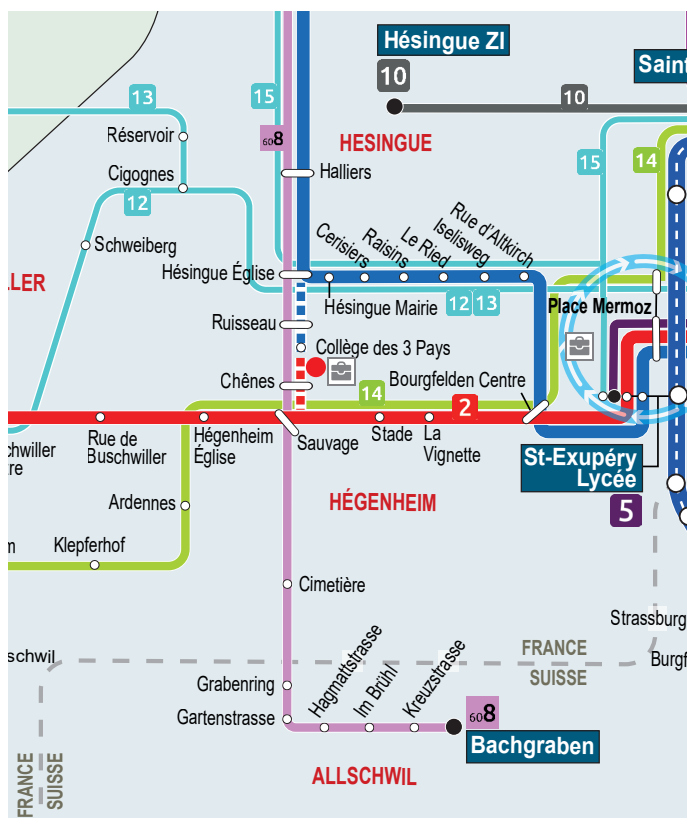 Hésingue ZI
10
Saint
13
15
10
Réservoir
608
HESINGUE
15
14
Cigognes
Halliers
12
Schweiberg
Cerisiers
Raisins
Le Ried
Iselisweg
Rue d'Altkirch
Hésingue Église
LLER
Hésingue Mairie
12
13
Place Mermoz
Ruisseau
Collège des 3 Pays
Chênes
14
Bourgfelden Centre
2
Rue de
Buschwiller
Hégenheim
Église
Sauvage
Stade
La
Vignette
chwiller
tre
St-Exupéry
Lycée
5
Ardennes
HÉGENHEIM
Klepferhof
m
Cimetière
Strassburg
FRANCE
SUISSE
schwil
Burgf
Grabenring
Gartenstrasse
Hagmattstrasse
Im Brühl
Kreuzstrasse
608
Bachgraben
ALLSCHWIL
FRANCE
SUISSE